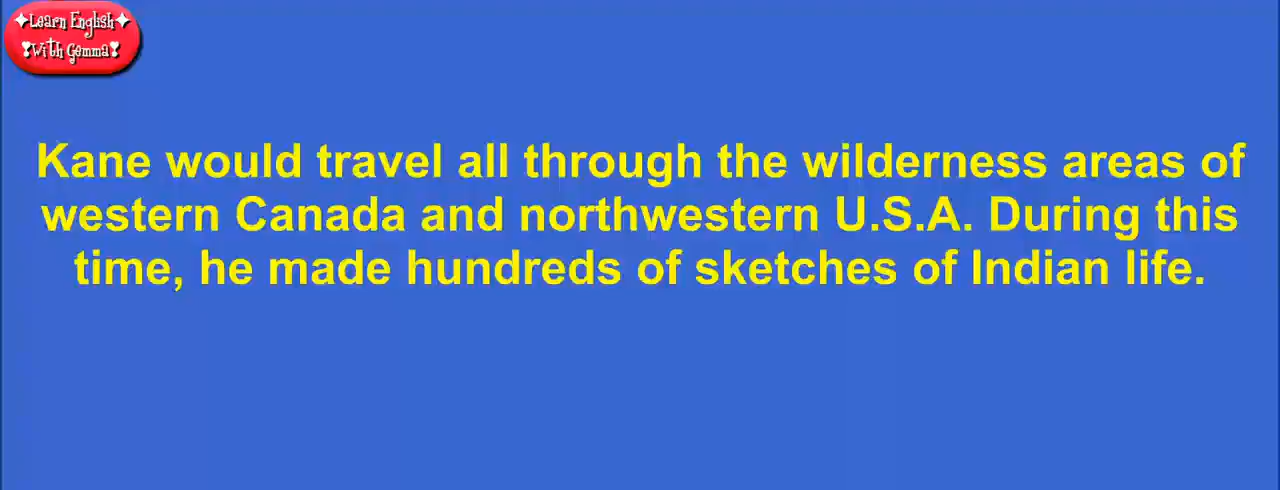 ✦Learn English✦
❣With Gemma❣
Kane would travel all through the wilderness areas of
western Canada and northwestern U.S.A. During this
time, he made hundreds of sketches of Indian life.